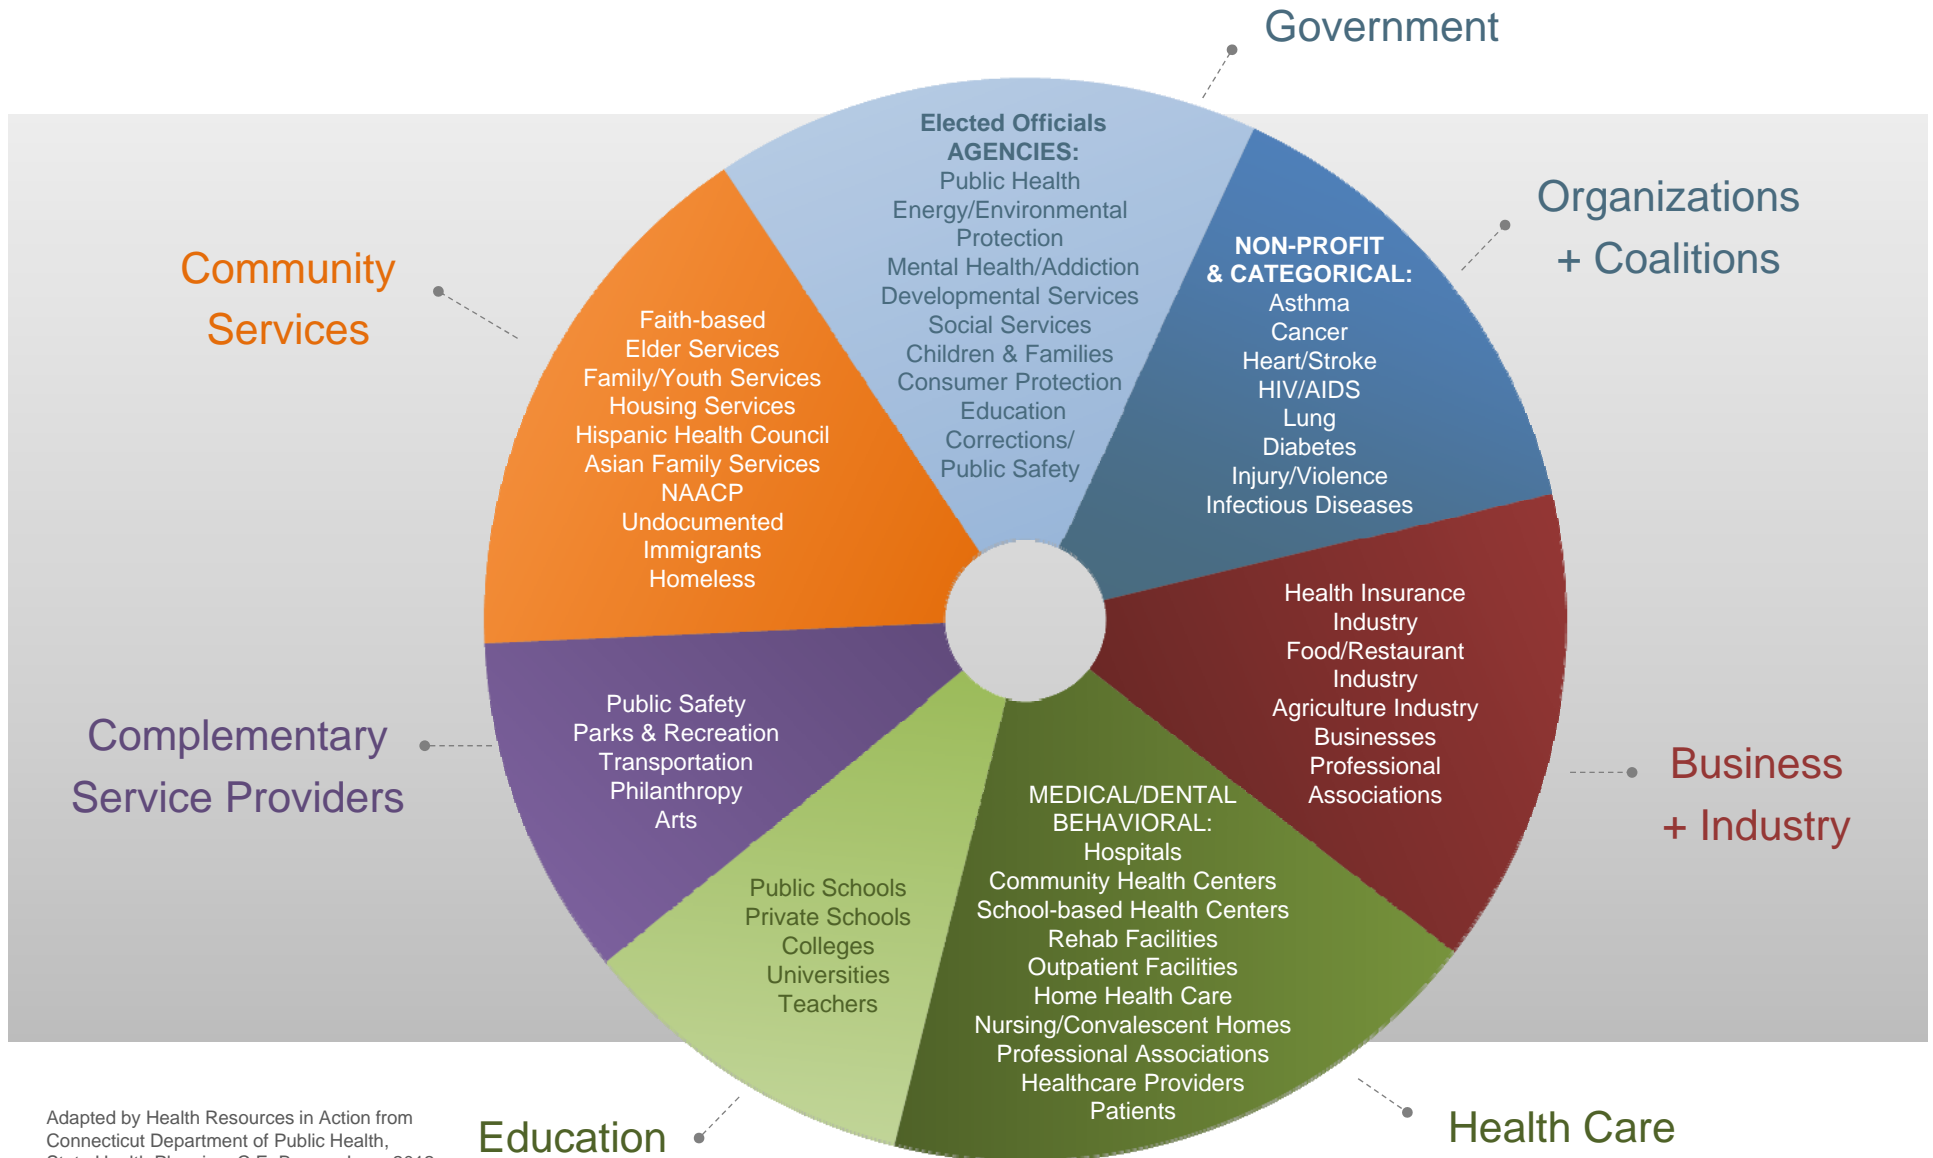 Government
Elected Officials
AGENCIES:
Public Health
Energy/Environmental
Protection
Mental Health/Addiction
Developmental Services
Social Services
Children & Families
Consumer Protection
Education
Corrections/
Public Safety
Organizations
+ Coalitions
NON-PROFIT
& CATEGORICAL:
Asthma
Cancer
Heart/Stroke
HIV/AIDS
Lung
Diabetes
Injury/Violence
Infectious Diseases
Business
+ Industry
Health Insurance
Industry
Food/Restaurant
Industry
Agriculture Industry
Businesses
Professional
Associations
Health Care
MEDICAL/DENTAL
BEHAVIORAL:
Hospitals
Community Health Centers
School-based Health Centers
Rehab Facilities
Outpatient Facilities
Home Health Care
Nursing/Convalescent Homes
Professional Associations
Healthcare Providers
Patients
Education
Public Schools
Private Schools
Colleges
Universities
Teachers
Complementary
Service Providers
Public Safety
Parks & Recreation
Transportation
Philanthropy
Arts
Community
Services
Faith-based
Elder Services
Family/Youth Services
Housing Services
Hispanic Health Council
Asian Family Services
NAACP
Undocumented
Immigrants
Homeless
Adapted by Health Resources in Action from
Connecticut Department of Public Health,
State Health Planning